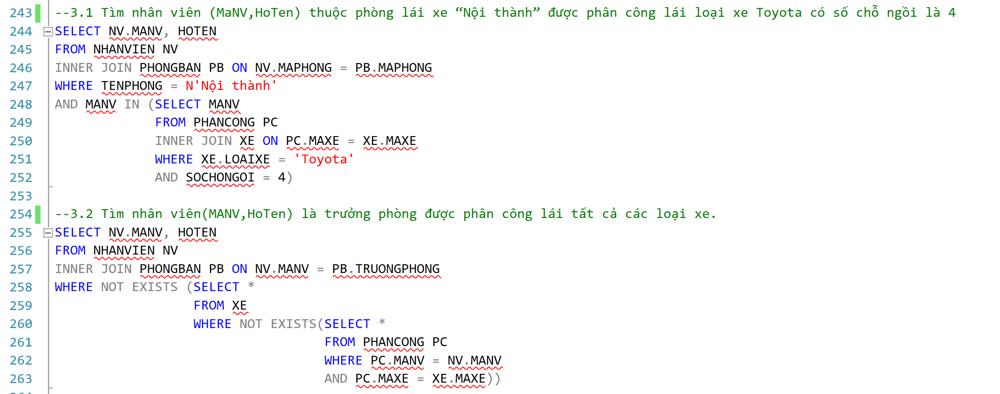 243 --3.1 Tìm nhân viên (MaNV,HoTen) thuộc phòng lái xe “Nội thành” được phân công lái loại xe Toyota có số chỗ ngồi là 4
244 SELECT NV.MANV, HOTEN
245 FROM NHANVIEN NV
246 INNER JOIN PHONGBAN PB ON NV.MAPHONG = PB.MAPHONG
247 WHERE TENPHONG = N'Nội thành'
248 AND MANV IN (SELECT MANV
249 FROM PHANCONG PC
250 INNER JOIN XE ON PC.MAXE = XE.MAXE
251 WHERE XE.LOAIXE = 'Toyota'
252 AND SOCHONGOI = 4)
253
254 --3.2 Tìm nhân viên(MANV,HoTen) là trưởng phòng được phân công lái tất cả các loại xe.
255 SELECT NV.MANV, HOTEN
256 FROM NHANVIEN NV
257 INNER JOIN PHONGBAN PB ON NV.MANV = PB.TRUONGPHONG
258 WHERE NOT EXISTS (SELECT *
259 FROM XE
260 WHERE NOT EXISTS(SELECT *
261 FROM PHANCONG PC
262 WHERE PC.MANV = NV.MANV
263 AND PC.MAXE = XE.MAXE))